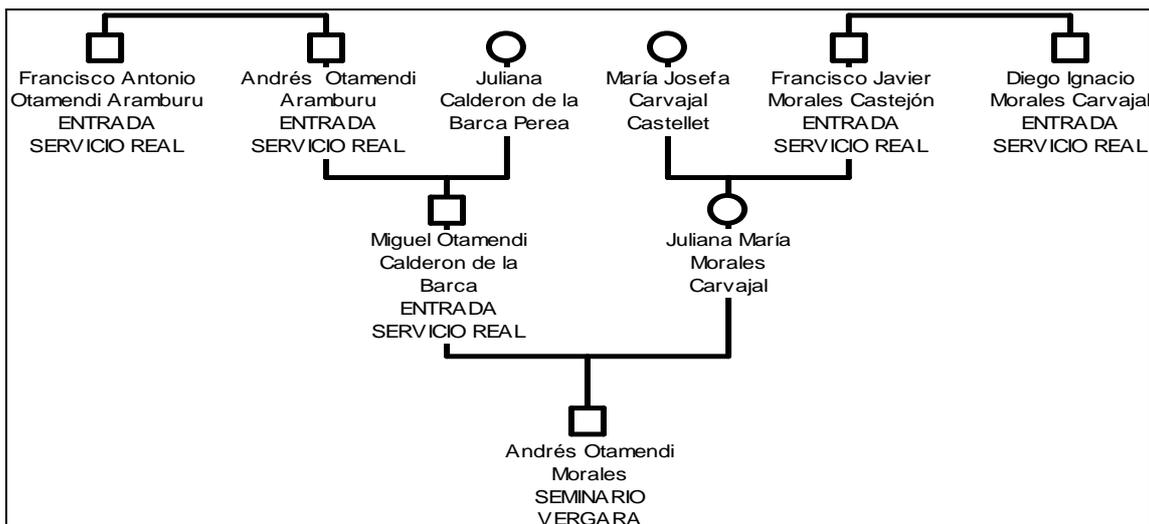 Francisco Antonio
Otamendi Aramburu
ENTRADA
SERVICIO REAL
Andrés Otamendi
Aramburu
ENTRADA
SERVICIO REAL
Juliana
Calderon de la
Barca Perea
María Josefa
Carvajal
Castellet
Francisco Javier
Morales Castejón
ENTRADA
SERVICIO REAL
Diego Ignacio
Morales Carvajal
ENTRADA
SERVICIO REAL
Miguel Otamendi
Calderon de la
Barca
ENTRADA
SERVICIO REAL
Juliana María
Morales
Carvajal
Andrés Otamendi
Morales
SEMINARIO
VERGARA